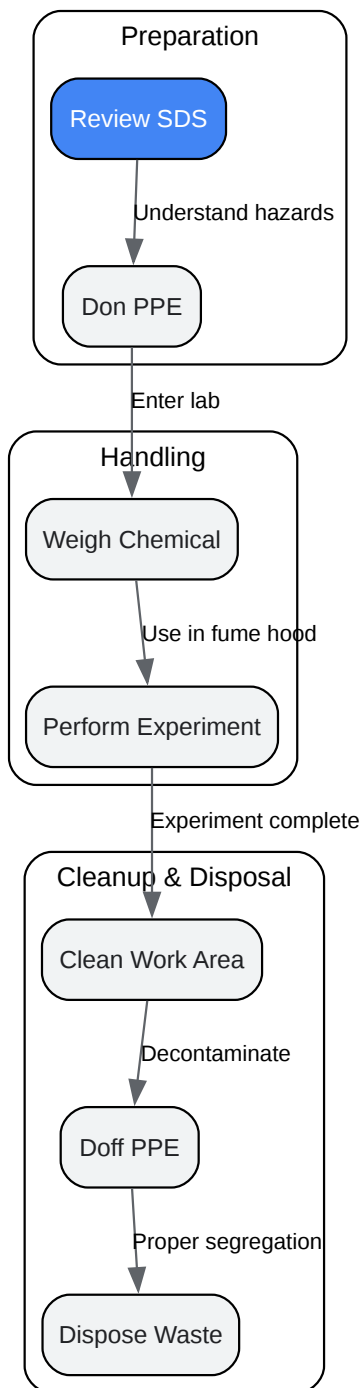 Preparation
Review SDS
Understand hazards
Don PPE
Enter lab
Handling
Weigh Chemical
Use in fume hood
Perform Experiment
Experiment complete
Cleanup & Disposal
Clean Work Area
Decontaminate
Doff PPE
Proper segregation
Dispose Waste